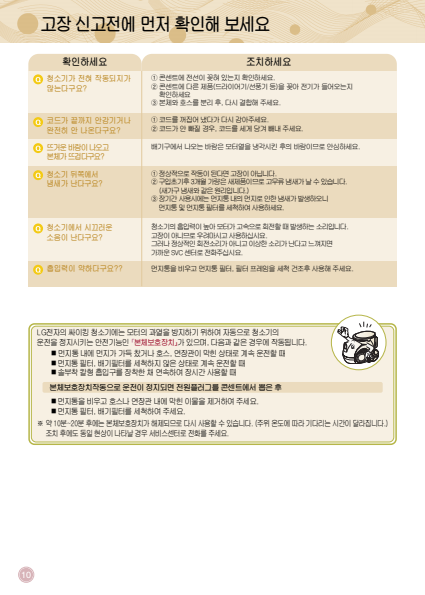 고장 신고전에 먼저 확인해 보세요
확인하세요
조치하세요
Q 청소기가 전혀 작동되지가
않는다구요?
① 콘센트에 전선이 꽂혀 있는지 확인하세요.
② 콘센트에 다른 제품(드라이어기/선풍기 등)을 꽂아 전기가 들어오는지
확인하세요
③ 본체와 호스를 분리 후, 다시 결합해 주세요.
Q 코드가 끝까지 안감기거나
완전히 안 나온다구요?
① 코드를 꺼집어 냈다가 다시 감아주세요.
② 코드가 안 빠질 경우, 코드를 세게 당겨 빼내 주세요.
Q 뜨거운 바람이 나오고
본체가 뜨겁다구요?
배기구에서 나오는 바람은 모터열을 냉각시킨 후의 바람이므로 안심하세요.
Q 청소기 뒤쪽에서
냄새가 난다구요?
① 정상적으로 작동이 된다면 고장이 아닙니다.
② 구입초기후 3개월 가량은 새제품이므로 고무류 냄새가 날 수 있습니다.
(새가구 냄새와 같은 원리입니다.)
③ 장기간 사용시에는 먼지통 내의 먼지로 인한 냄새가 발생하오니
먼지통 및 먼지통 필터를 세척하여 사용하세요.
Q 청소기에서 시끄러운
소음이 난다구요?
청소기의 흡입력이 높아 모터가 고속으로 회전할 때 발생하는 소리입니다.
고장이 아니므로 우려마시고 사용하십시요.
그러나 정상적인 회전소리가 아니고 이상한 소리가 난다고 느껴지면
가까운 SVC 센터로 전화주십시요.
Q 흡입력이 약하다구요??
먼지통을 비우고 먼지통 필터, 필터 프레임을 세척 건조후 사용해 주세요.
LG전자의 싸이킹 청소기에는 모터의 과열을 방지하기 위하여 자동으로 청소기의
운전을 정지시키는 안전기능인 「본체보호장치」가 있으며, 다음과 같은 경우에 작동됩니다.
■ 먼지통 내에 먼지가 가득 찼거나 호스, 연장관이 막힌 상태로 계속 운전할 때
■ 먼지통 필터, 배기필터를 세척하지 않은 상태로 계속 운전할 때
■ 솔부착 칼형 흡입구를 장착한 채 연속하여 장시간 사용할 때
본체보호장치작동으로 운전이 정지되면 전원플러그를 콘센트에서 뽑은 후
■ 먼지통을 비우고 호스나 연장관 내에 막힌 이물을 제거하여 주세요.
■ 먼지통 필터, 배기필터를 세척하여 주세요.
※ 약 10분~20분 후에는 본체보호장치가 해제되므로 다시 사용할 수 있습니다. (주위 온도에 따라 기다리는 시간이 달라집니다.)
조치 후에도 동일 현상이 나타날 경우 서비스센터로 전화를 주세요.
10